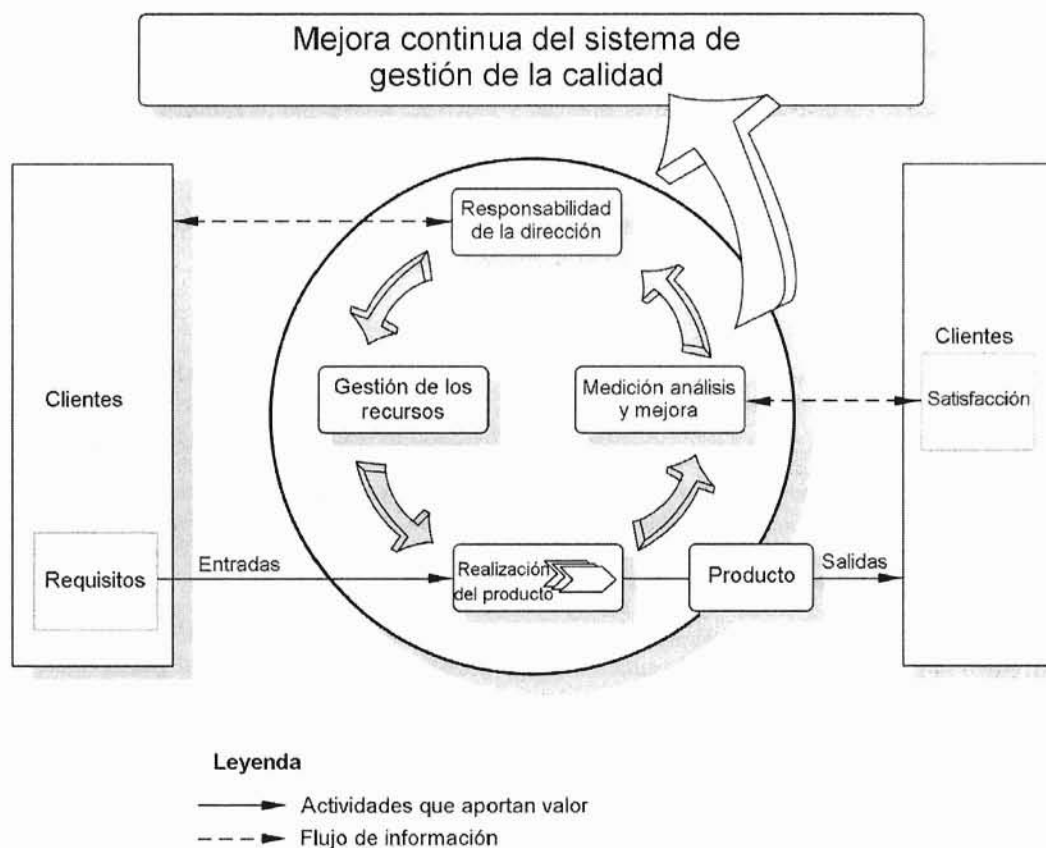 Mejora continua del sistema de
gestión de la calidad
Responsabilidad
de la dirección
Clientes
Gestión de los
recursos
Medición análisis
y mejora
Clientes
Satisfacción
Requisitos
Entradas
Realización
del producto
Producto
Salidas
Leyenda
Actividades que aportan valor
Flujo de información